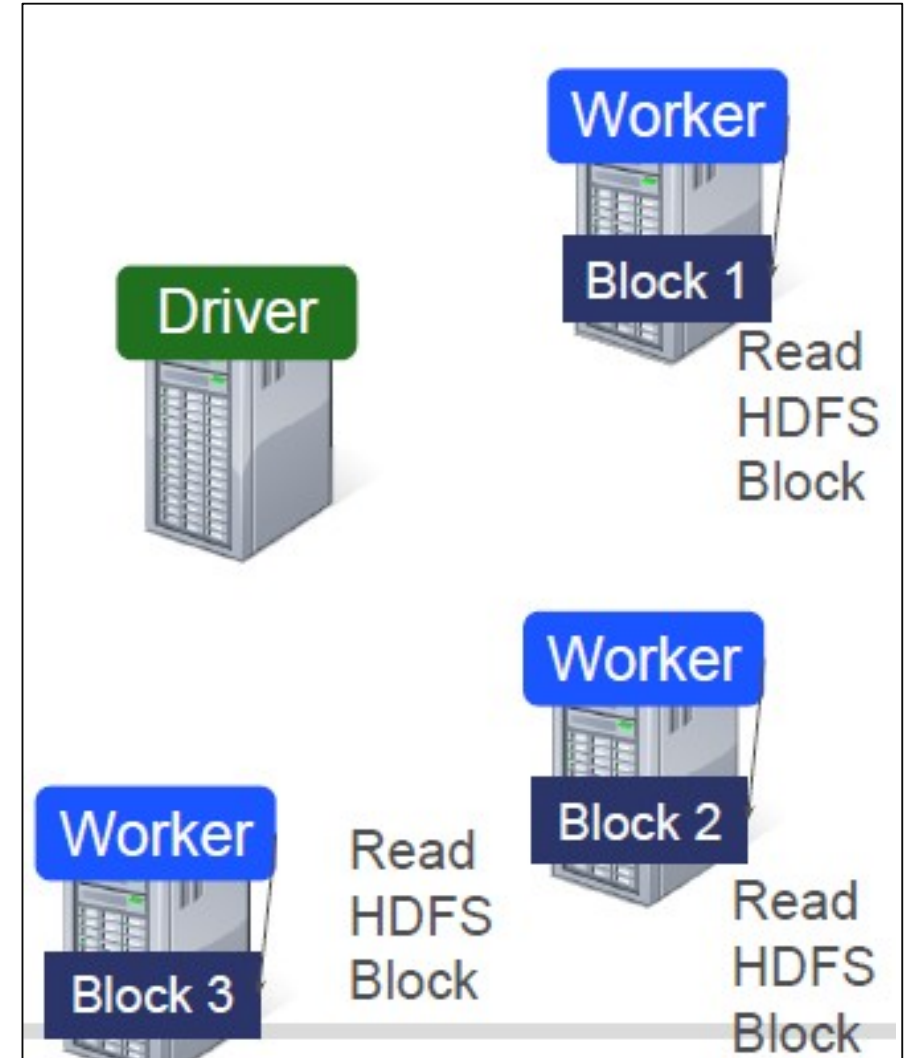 Worker
Block 1
Read
HDFS
Block
Driver
Worker
Block 2
Read
HDFS
Block
Worker
Block 3
Read
HDFS
Block